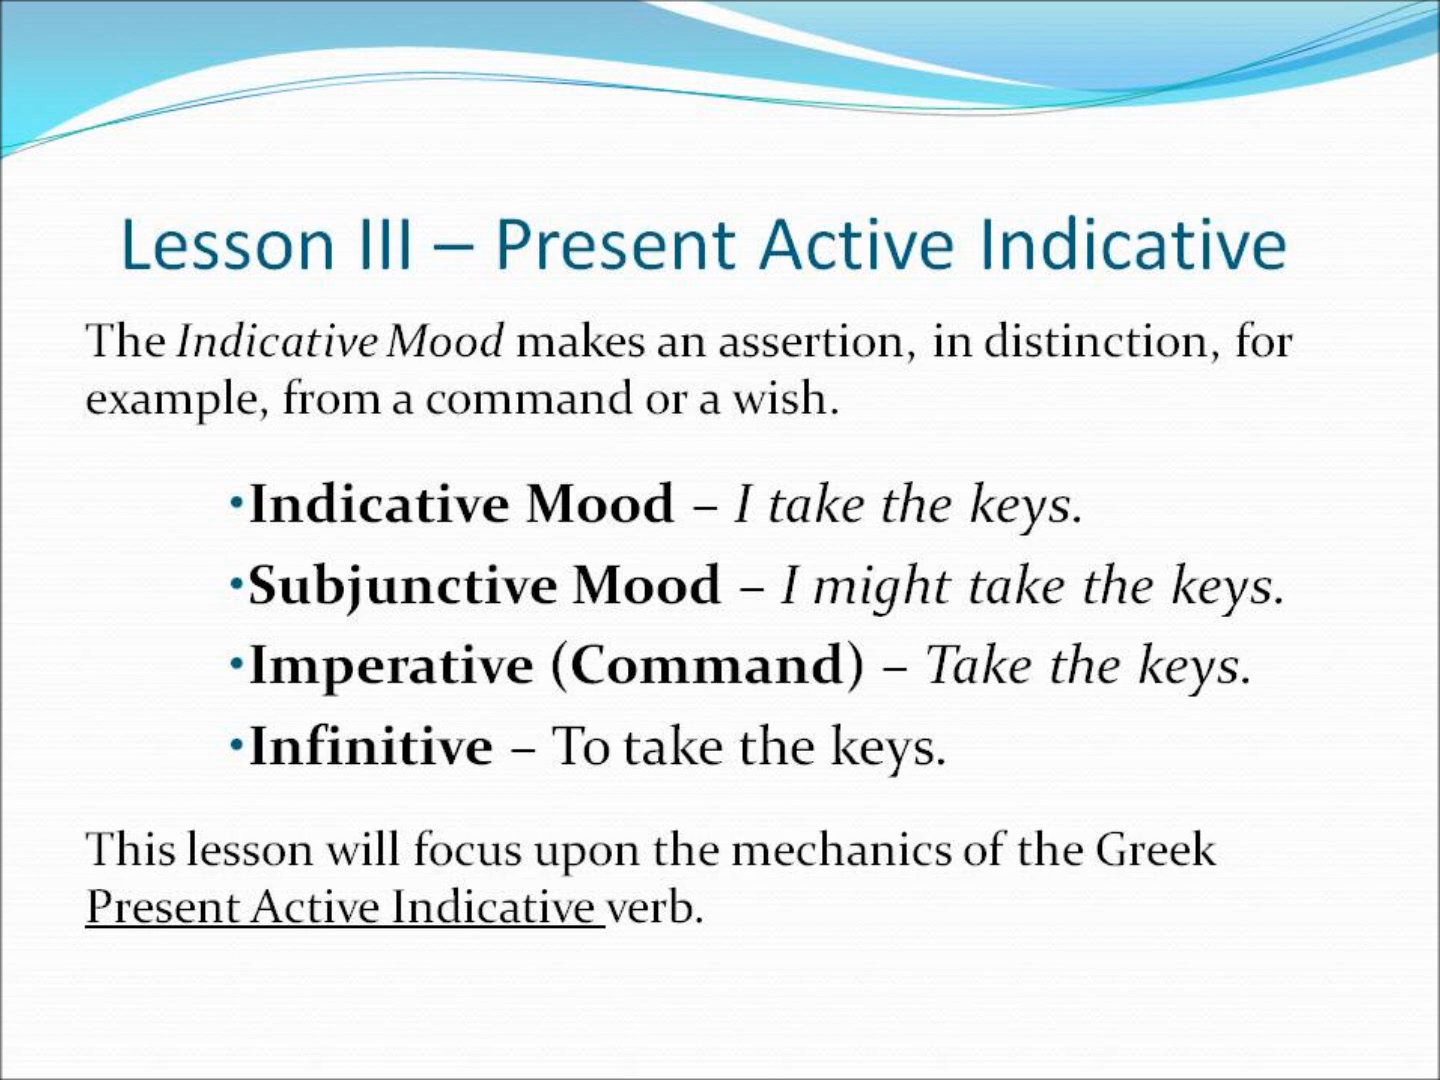 Lesson III – Present Active Indicative
The Indicative Mood makes an assertion, in distinction, for
example, from a command or a wish.
•Indicative Mood – I take the keys.
•Subjunctive Mood – I might take the keys.
•Imperative (Command) – Take the keys.
•Infinitive – To take the keys.
This lesson will focus upon the mechanics of the Greek
Present Active Indicative verb.